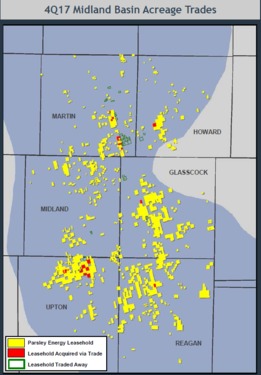 4Q17 Midland Basin Acreage Trades
MARTIN
HOWARD
GLASSCOCK
MIDLAND
UPTON
REAGAN
Parsley Energy Leasehold
Leasehold Acquired via Trade
Leasehold Traded Away